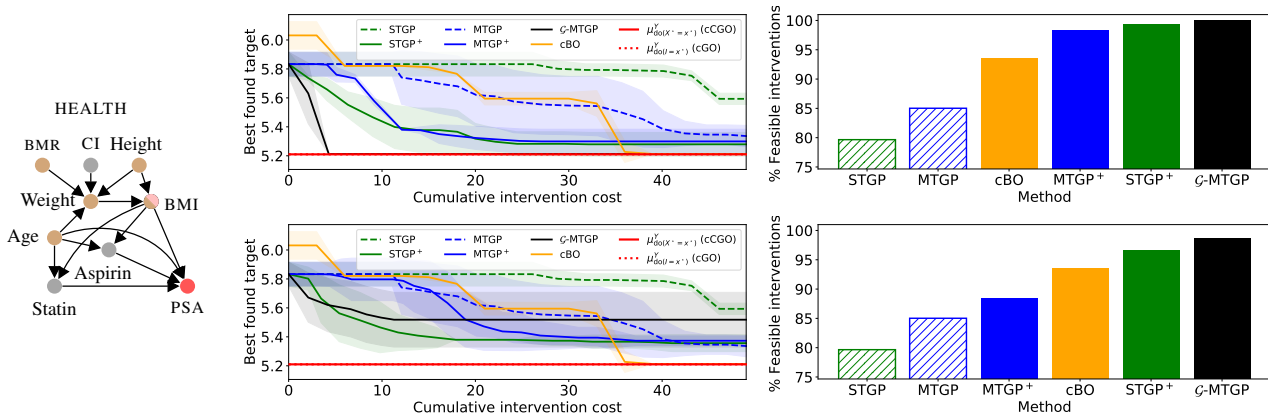 HEALTH
BMR CI Height
Weight BMI
Age
Aspirin
Statin PSA
Best found target
6.0
5.8
5.6
5.4
5.2
0 10 20 30 40
Cumulative intervention cost
STGP MTGP 𝒢-MTGP μ^Y_do(X*=x*) (cCGO)
STGP+ MTGP+ cBO μ^Y_do(I=x*) (cGO)
% Feasible interventions
100
95
90
85
80
75
STGP MTGP cBO MTGP+ STGP+ 𝒢-MTGP
Method
Best found target
6.0
5.8
5.6
5.4
5.2
0 10 20 30 40
Cumulative intervention cost
STGP MTGP 𝒢-MTGP μ^Y_do(X*=x*) (cCGO)
STGP+ MTGP+ cBO μ^Y_do(I=x*) (cGO)
% Feasible interventions
100
95
90
85
80
75
STGP MTGP MTGP+ cBO STGP+ 𝒢-MTGP
Method